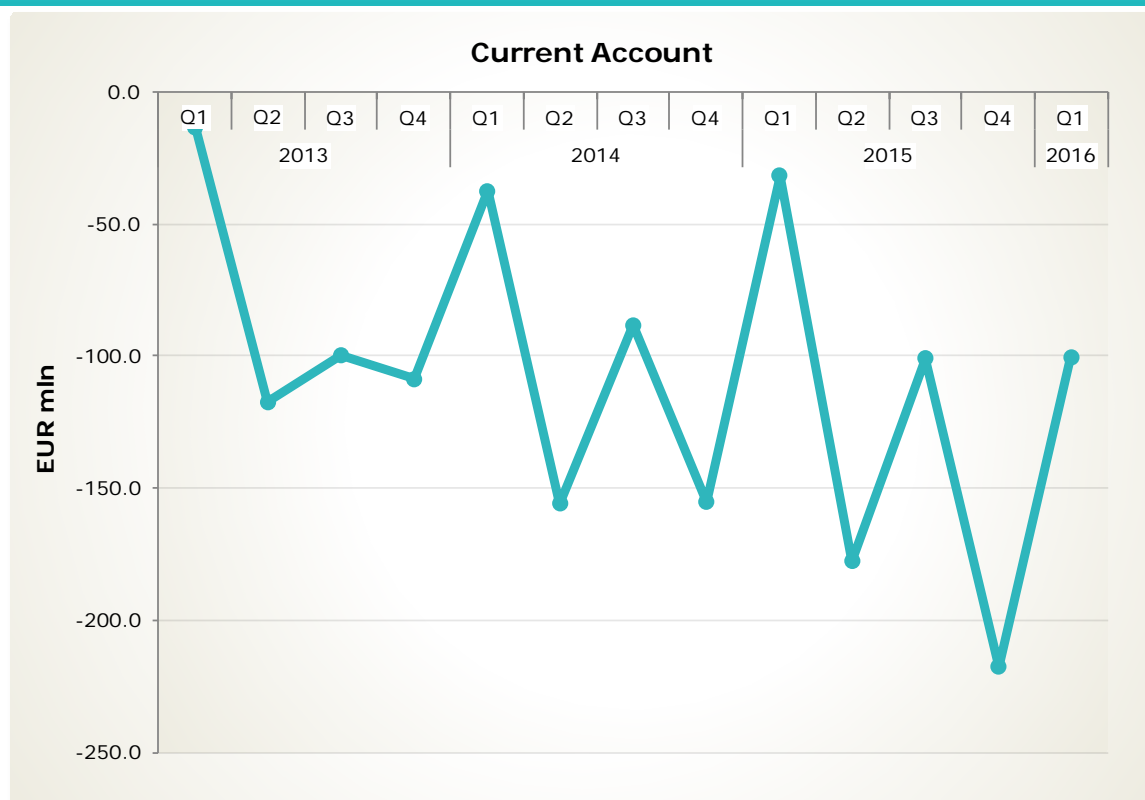 Current Account
0.0
Q1 Q2 Q3 Q4 Q1 Q2 Q3 Q4 Q1 Q2 Q3 Q4 Q1
2013 2014 2015 2016
-50.0
-100.0
EUR mln
-150.0
-200.0
-250.0